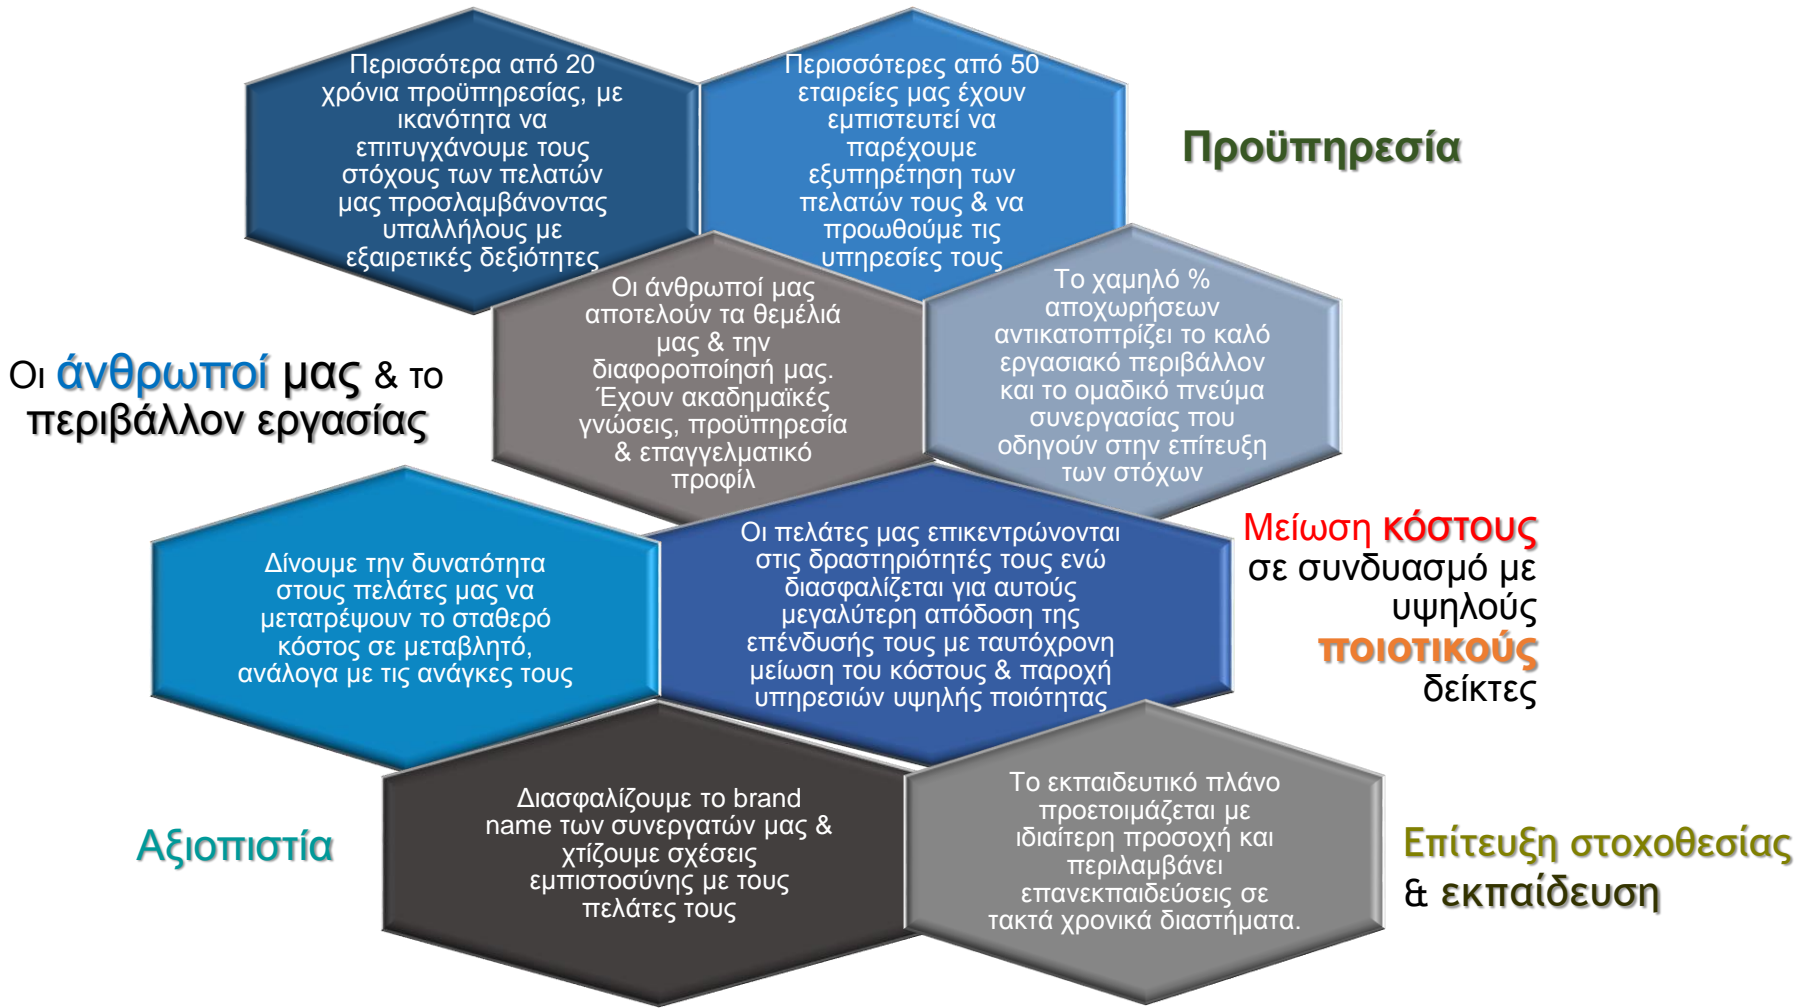 Περισσότερα από 20
χρόνια προϋπηρεσίας, με
ικανότητα να
επιτυγχάνουμε τους
στόχους των πελατών
μας προσλαμβάνοντας
υπαλλήλους με
εξαιρετικές δεξιότητες
Περισσότερες από 50
εταιρείες μας έχουν
εμπιστευτεί να
παρέχουμε
εξυπηρέτηση των
πελατών τους & να
προωθούμε τις
υπηρεσίες τους
Προϋπηρεσία
Οι άνθρωποί μας & το
περιβάλλον εργασίας
Οι άνθρωποί μας
αποτελούν τα θεμέλιά
μας & την
διαφοροποίησή μας.
Έχουν ακαδημαϊκές
γνώσεις, προϋπηρεσία
& επαγγελματικό
προφίλ
Το χαμηλό %
αποχωρήσεων
αντικατοπτρίζει το καλό
εργασιακό περιβάλλον
και το ομαδικό πνεύμα
συνεργασίας που
οδηγούν στην επίτευξη
των στόχων
Δίνουμε την δυνατότητα
στους πελάτες μας να
μετατρέψουν το σταθερό
κόστος σε μεταβλητό,
ανάλογα με τις ανάγκες τους
Οι πελάτες μας επικεντρώνονται
στις δραστηριότητές τους ενώ
διασφαλίζεται για αυτούς
μεγαλύτερη απόδοση της
επένδυσής τους με ταυτόχρονη
μείωση του κόστους & παροχή
υπηρεσιών υψηλής ποιότητας
Μείωση κόστους
σε συνδυασμό με
υψηλούς
ποιοτικούς
δείκτες
Αξιοπιστία
Διασφαλίζουμε το brand
name των συνεργατών μας &
χτίζουμε σχέσεις
εμπιστοσύνης με τους
πελάτες τους
Το εκπαιδευτικό πλάνο
προετοιμάζεται με
ιδιαίτερη προσοχή και
περιλαμβάνει
επανεκπαιδεύσεις σε
τακτά χρονικά διαστήματα.
Επίτευξη στοχοθεσίας
& εκπαίδευση